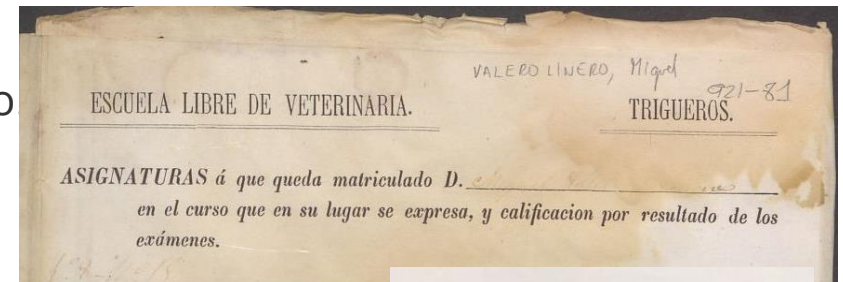 VALERO LINERO, Miguel
921-81
ESCUELA LIBRE DE VETERINARIA.
TRIGUEROS.
ASIGNATURAS á que queda matriculado D.
en el curso que en su lugar se expresa, y calificacion por resultado de los
exámenes.